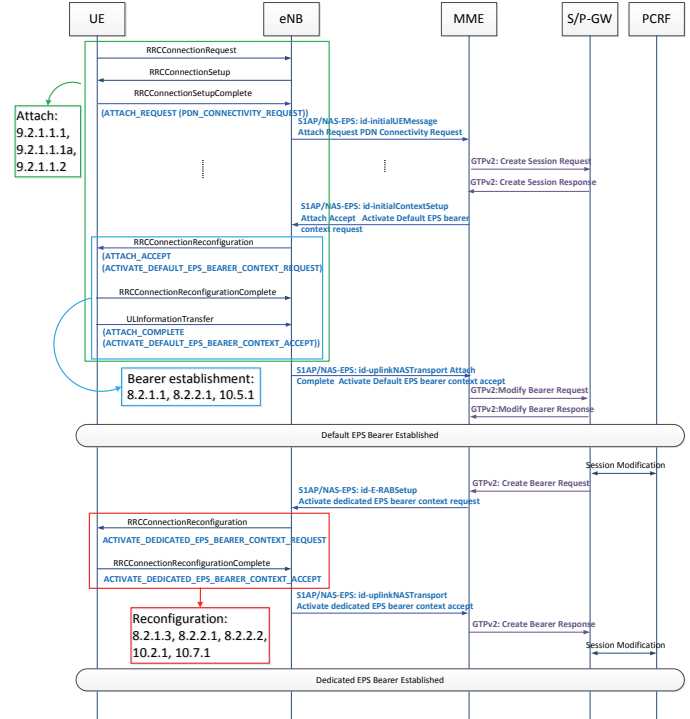 UE
eNB
MME
S/P-GW
PCRF
RRCConnectionRequest
RRCConnectionSetup
RRCConnectionSetupComplete
(ATTACH_REQUEST (PDN_CONNECTIVITY_REQUEST))
Attach:
9.2.1.1.1,
9.2.1.1.1a,
9.2.1.1.2
S1AP/NAS-EPS: id-initialUEMessage
Attach Request PDN Connectivity Request
GTPv2: Create Session Request
GTPv2: Create Session Response
S1AP/NAS-EPS: id-initialContextSetup
Attach Accept Activate Default EPS bearer
context request
RRCConnectionReconfiguration
(ATTACH_ACCEPT
(ACTIVATE_DEFAULT_EPS_BEARER_CONTEXT_REQUEST)
RRCConnectionReconfigurationComplete
ULInformationTransfer
(ATTACH_COMPLETE
(ACTIVATE_DEFAULT_EPS_BEARER_CONTEXT_ACCEPT))
Bearer establishment:
8.2.1.1, 8.2.2.1, 10.5.1
S1AP/NAS-EPS: id-uplinkNASTransport Attach
Complete Activate Default EPS bearer context accept
GTPv2:Modify Bearer Request
GTPv2:Modify Bearer Response
Default EPS Bearer Established
Session Modification
GTPv2: Create Bearer Request
S1AP/NAS-EPS: id-E-RABSetup
Activate dedicated EPS bearer context request
RRCConnectionReconfiguration
ACTIVATE_DEDICATED_EPS_BEARER_CONTEXT_REQUEST
RRCConnectionReconfigurationComplete
ACTIVATE_DEDICATED_EPS_BEARER_CONTEXT_ACCEPT
S1AP/NAS-EPS: id-uplinkNASTransport
Activate dedicated EPS bearer context accept
Reconfiguration:
8.2.1.3, 8.2.2.1, 8.2.2.2,
10.2.1, 10.7.1
GTPv2: Create Bearer Response
Session Modification
Dedicated EPS Bearer Established